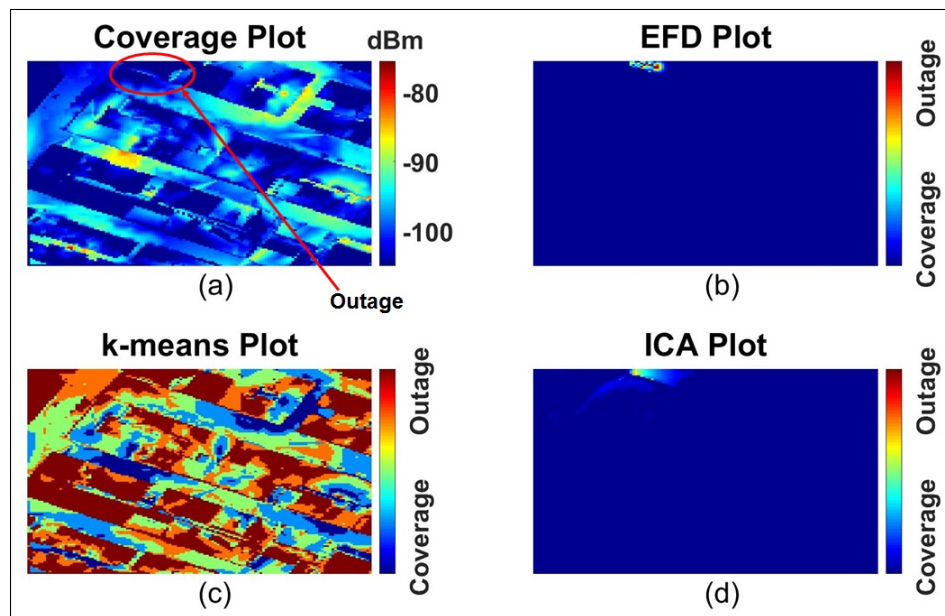 Coverage Plot
dBm
-80
-90
-100
(a)
Outage
EFD Plot
Outage
Coverage
(b)
k-means Plot
Outage
Coverage
(c)
ICA Plot
Outage
Coverage
(d)